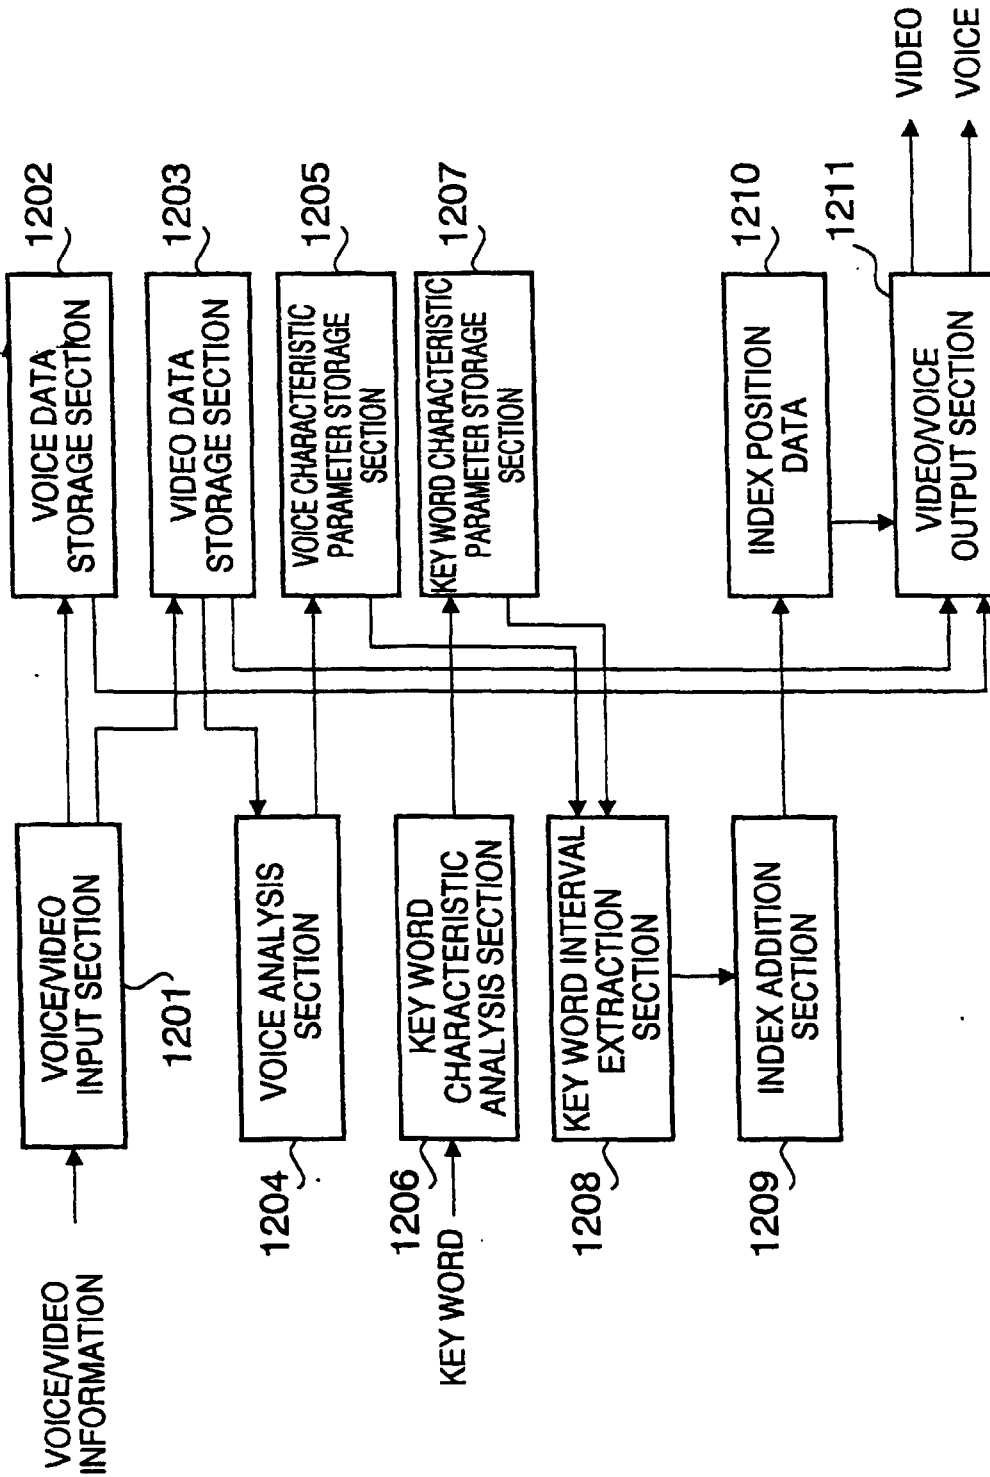 VOICE/VIDEO
INFORMATION
VOICE/VIDEO
INPUT SECTION
1201
VOICE DATA
STORAGE SECTION
1202
VIDEO DATA
STORAGE SECTION
1203
VOICE ANALYSIS
SECTION
1204
VOICE CHARACTERISTIC
PARAMETER STORAGE
SECTION
1205
KEY WORD
1206
KEY WORD
CHARACTERISTIC
ANALYSIS SECTION
KEY WORD CHARACTERISTIC
PARAMETER STORAGE
SECTION
1207
1208
KEY WORD INTERVAL
EXTRACTION
SECTION
1209
INDEX ADDITION
SECTION
INDEX POSITION
DATA
1210
VIDEO/VOICE
OUTPUT SECTION
1211
VIDEO
VOICE